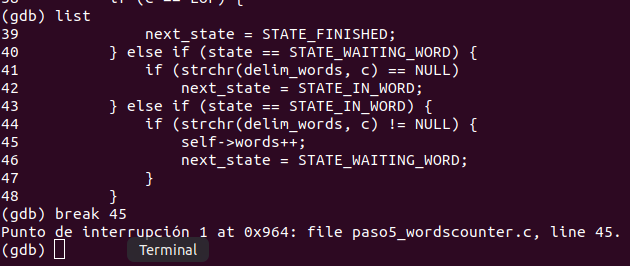 (gdb) list
39              next_state = STATE_FINISHED;
40          } else if (state == STATE_WAITING_WORD) {
41              if (strchr(delim_words, c) == NULL)
42                  next_state = STATE_IN_WORD;
43          } else if (state == STATE_IN_WORD) {
44              if (strchr(delim_words, c) != NULL) {
45                  self->words++;
46                  next_state = STATE_WAITING_WORD;
47              }
48          }
(gdb) break 45
Punto de interrupción 1 at 0x964: file paso5_wordscounter.c, line 45.
(gdb)
Terminal